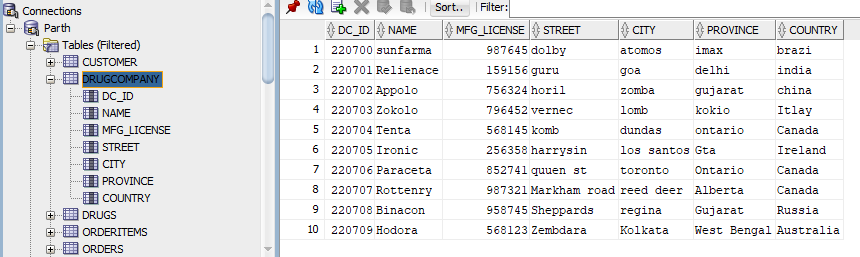 Connections
Parth
Tables (Filtered)
CUSTOMER
DRUGCOMPANY
DC_ID
NAME
MFG_LICENSE
STREET
CITY
PROVINCE
COUNTRY
DRUGS
ORDERITEMS
ORDERS
Sort.. Filter:
DC_ID NAME MFG_LICENSE STREET CITY PROVINCE COUNTRY
1 220700 sunfarma 987645 dolby atomos imax brazi
2 220701 Relienace 159156 guru goa delhi india
3 220702 Appolo 756324 horil zomba gujarat china
4 220703 Zokolo 796452 vernec lomb kokio Itlay
5 220704 Tenta 568145 komb dundas ontario Canada
6 220705 Ironic 256358 harrysin los santos Gta Ireland
7 220706 Paraceta 852741 quuen st toronto Ontario Canada
8 220707 Rottenry 987321 Markham road reed deer Alberta Canada
9 220708 Binacon 958745 Sheppards regina Gujarat Russia
10 220709 Hodora 568123 Zembdara Kolkata West Bengal Australia